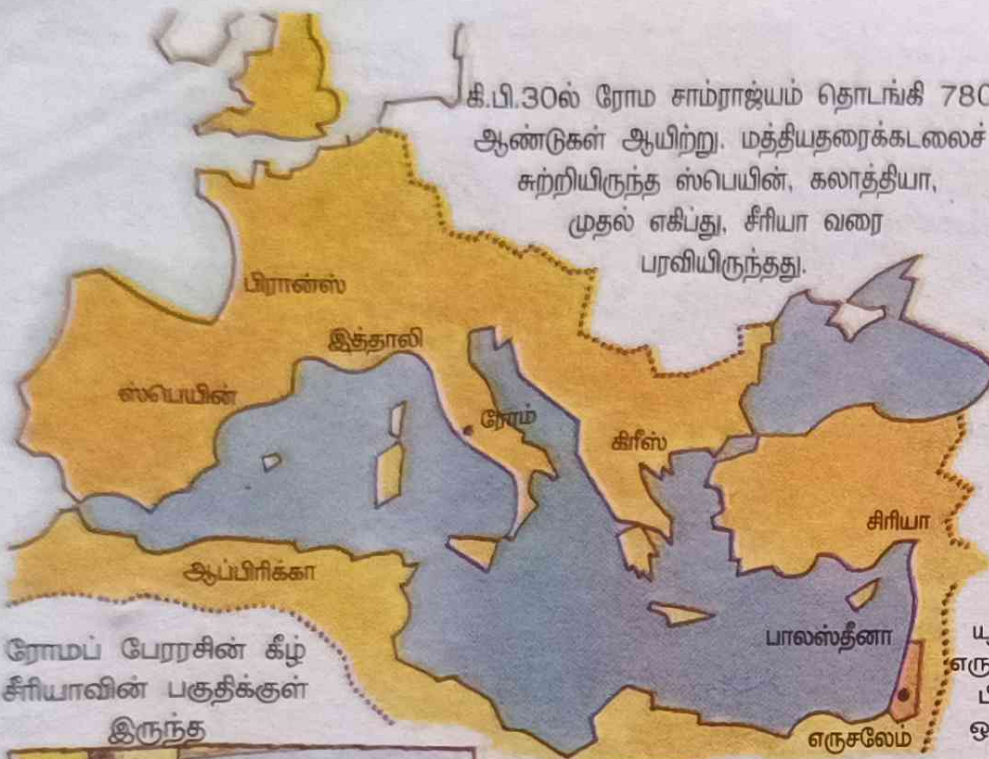 கி.பி.30ல் ரோம சாம்ராஜ்யம் தொடங்கி 780
ஆண்டுகள் ஆயிற்று. மத்தியதரைக்கடலைச்
சுற்றியிருந்த ஸ்பெயின், கலாத்தியா,
முதல் எகிப்து, சீரியா வரை
பரவியிருந்தது.
பிரான்ஸ்
இத்தாலி
ஸ்பெயின்
ரோம்
கிரீஸ்
சிரியா
ஆப்பிரிக்கா
பாலஸ்தீனா
எருசலேம்
ரோமப் பேரரசின் கீழ்
சீரியாவின் பகுதிக்குள்
இருந்த